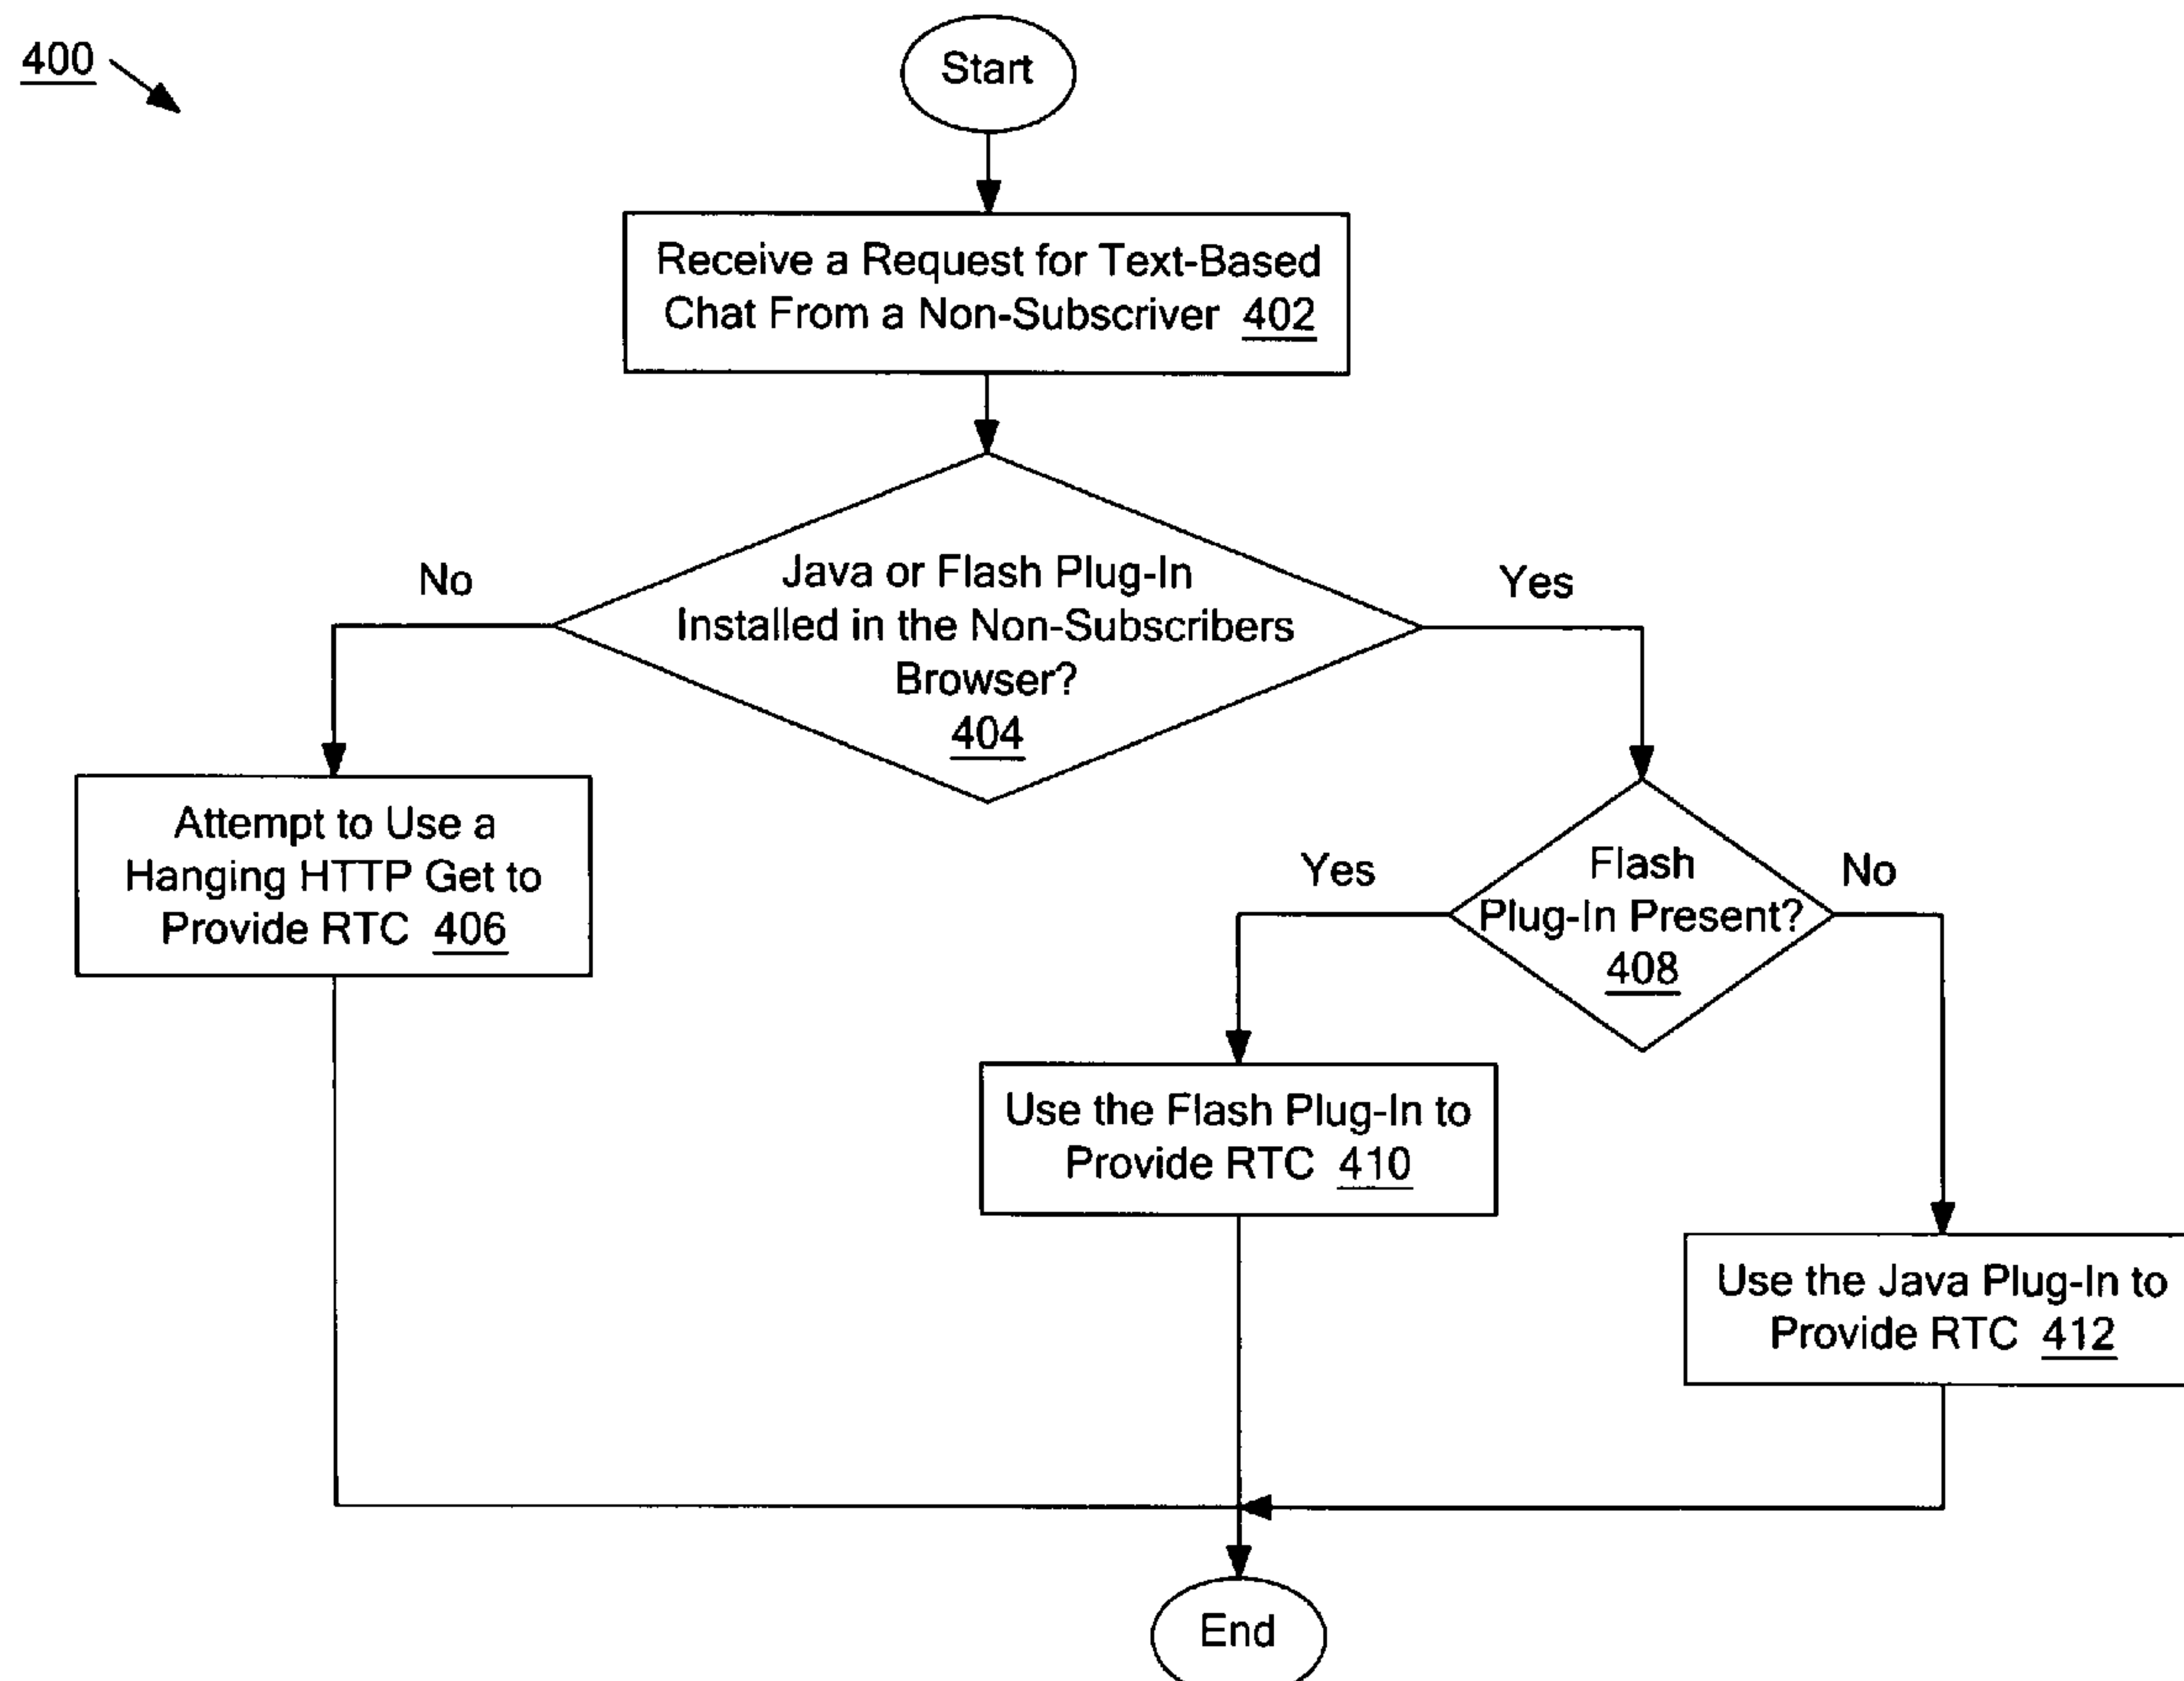 400
Start
Receive a Request for Text-Based
Chat From a Non-Subscriver 402
Java or Flash Plug-In
Installed in the Non-Subscribers
Browser?
404
No
Yes
Attempt to Use a
Hanging HTTP Get to
Provide RTC 406
Flash
Plug-In Present?
408
Yes
No
Use the Flash Plug-In to
Provide RTC 410
Use the Java Plug-In to
Provide RTC 412
End